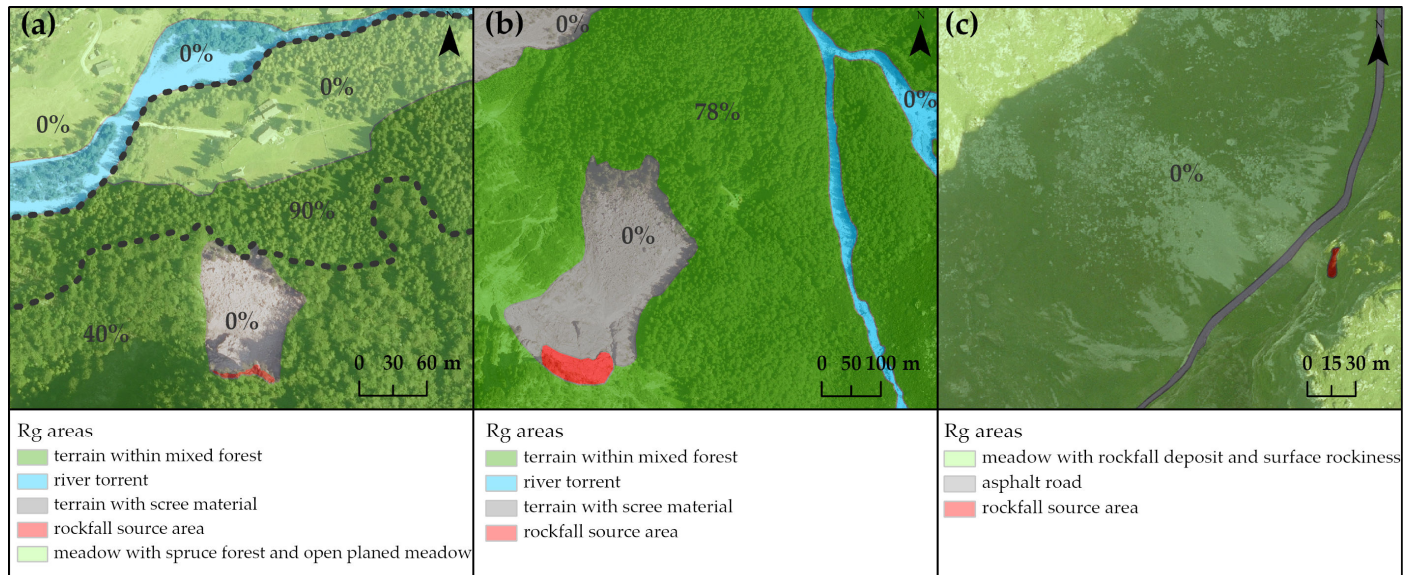 (a)
N
0%
0%
0%
90%
40%
0%
0 30 60 m
(b)
N
0%
78%
0%
0%
0 50 100 m
(c)
N
0%
0 15 30 m
Rg areas
terrain within mixed forest
river torrent
terrain with scree material
rockfall source area
meadow with spruce forest and open planed meadow
Rg areas
terrain within mixed forest
river torrent
terrain with scree material
rockfall source area
Rg areas
meadow with rockfall deposit and surface rockiness
asphalt road
rockfall source area